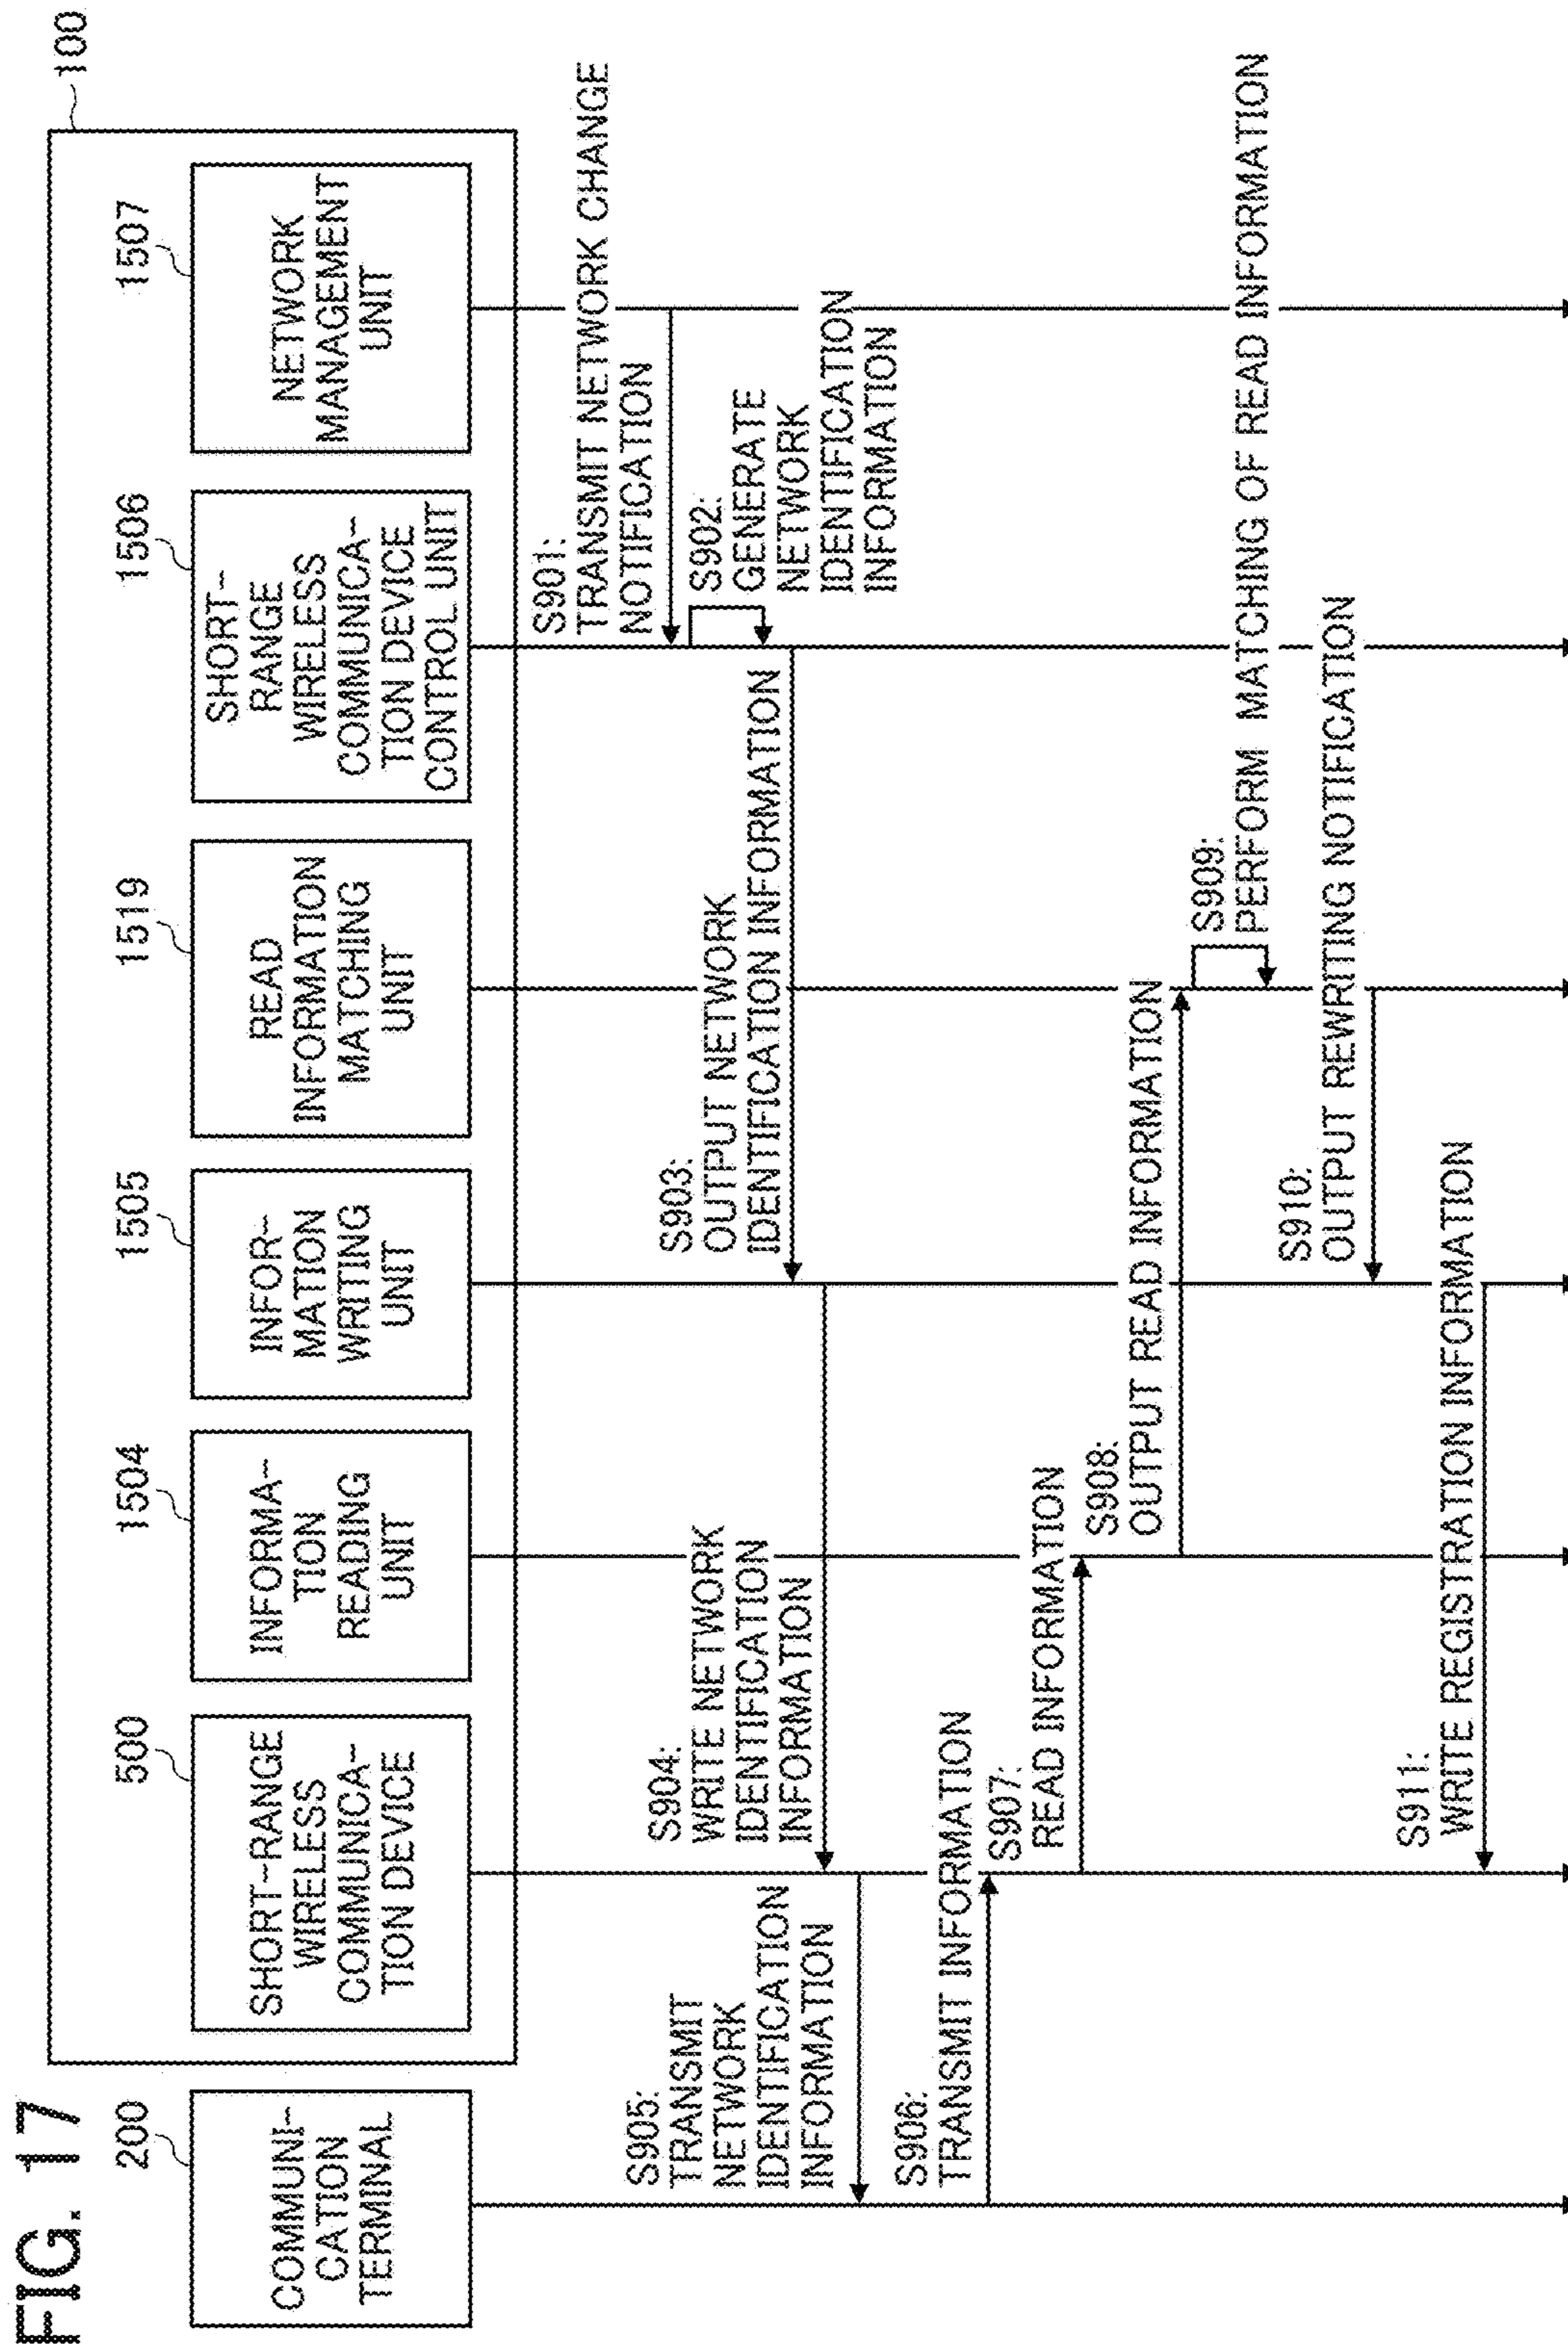 FIG. 17
100
200
COMMUNI-
CATION
TERMINAL
500
SHORT-RANGE
WIRELESS
COMMUNICA-
TION DEVICE
1504
INFORMA-
TION
READING
UNIT
1505
INFOR-
MATION
WRITING
UNIT
1519
READ
INFORMATION
MATCHING
UNIT
1506
SHORT-
RANGE
WIRELESS
COMMUNICA-
TION DEVICE
CONTROL UNIT
1507
NETWORK
MANAGEMENT
UNIT
S901:
TRANSMIT NETWORK CHANGE
NOTIFICATION
S902:
GENERATE
NETWORK
IDENTIFICATION
INFORMATION
S903:
OUTPUT NETWORK
IDENTIFICATION INFORMATION
S904:
WRITE NETWORK
IDENTIFICATION
INFORMATION
S905:
TRANSMIT
NETWORK
IDENTIFICATION
INFORMATION
S906:
TRANSMIT INFORMATION
S907:
READ INFORMATION
S908:
OUTPUT READ INFORMATION
S909:
PERFORM MATCHING OF READ INFORMATION
S910:
OUTPUT REWRITING NOTIFICATION
S911:
WRITE REGISTRATION INFORMATION